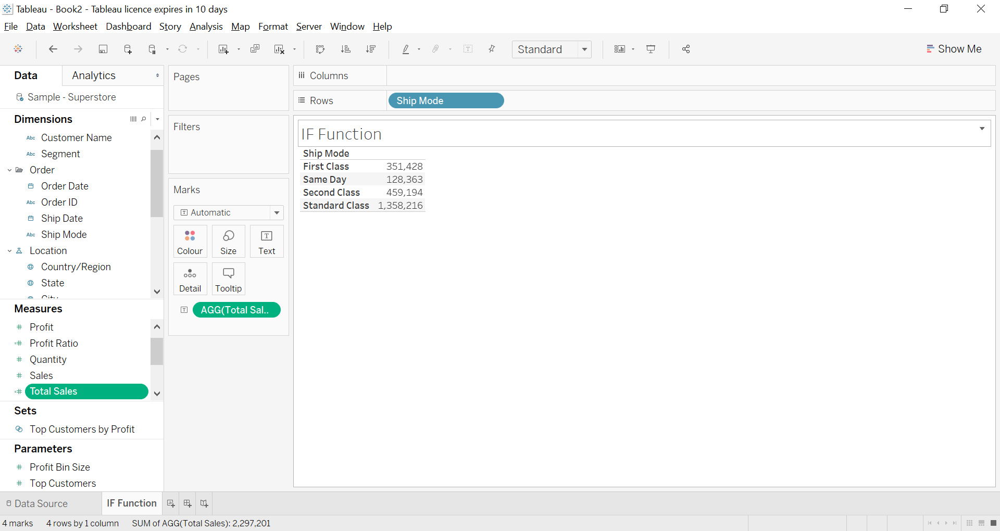 Tableau - Book2 - Tableau licence expires in 10 days
File Data Worksheet Dashboard Story Analysis Map Format Server Window Help
Standard
Show Me
Data Analytics
Sample - Superstore
Dimensions
Abc Customer Name
Abc Segment
Order
Order Date
Abc Order ID
Ship Date
Abc Ship Mode
Location
Country/Region
State
Measures
Profit
Profit Ratio
Quantity
Sales
Total Sales
Sets
Top Customers by Profit
Parameters
Profit Bin Size
Top Customers
Pages
Filters
Marks
Automatic
Colour Size Text
Detail Tooltip
AGG(Total Sal..
Columns
Rows Ship Mode
IF Function
Ship Mode
First Class 351,428
Same Day 128,363
Second Class 459,194
Standard Class 1,358,216
Data Source IF Function
4 marks 4 rows by 1 column SUM of AGG(Total Sales): 2,297,201